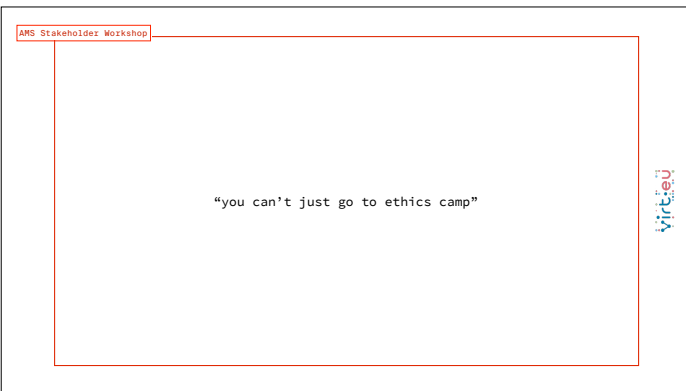 AMS Stakeholder Workshop
“you can’t just go to ethics camp”
virt:eu